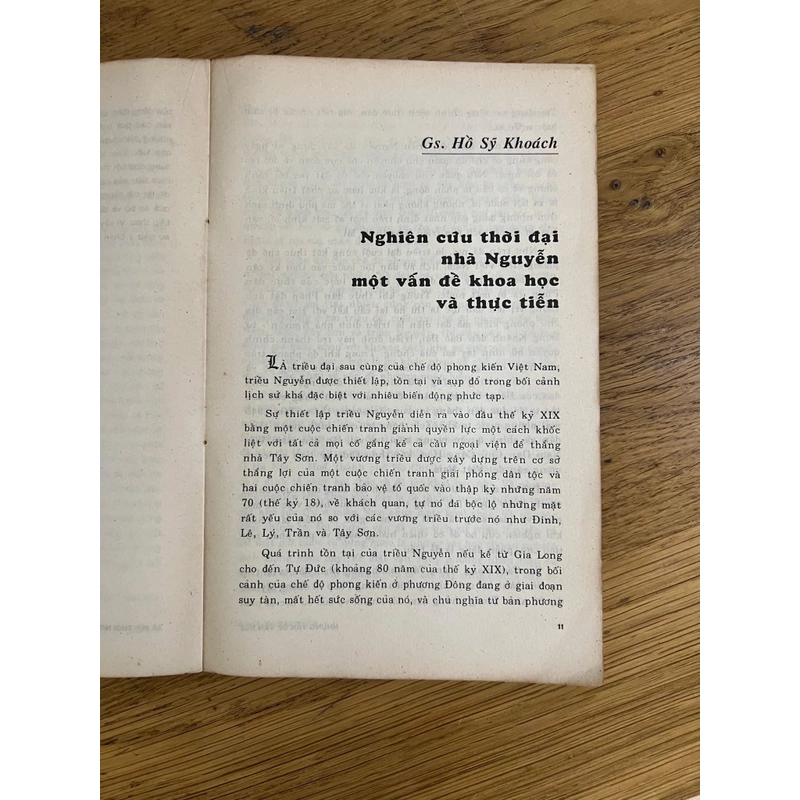 Gs. Hồ Sỹ Khoách
Nghiên cứu thời đại
nhà Nguyễn
một vấn đề khoa học
và thực tiễn
Là triều đại sau cùng của chế độ phong kiến Việt Nam,
triều Nguyễn được thiết lập, tồn tại và sụp đổ trong bối cảnh
lịch sử khá đặc biệt với nhiều biến động phức tạp.
Sự thiết lập triều Nguyễn diễn ra vào đầu thế kỷ XIX
bằng một cuộc chiến tranh giành quyền lực một cách khốc
liệt với tất cả mọi cố gắng kể cả cầu ngoại viện để thắng
nhà Tây Sơn. Một vương triều được xây dựng trên cơ sở
thắng lợi của một cuộc chiến tranh giải phóng dân tộc và
hai cuộc chiến tranh bảo vệ tổ quốc vào thập kỷ những năm
70 (thế kỷ 18), về khách quan, tự nó đã bộc lộ những mặt
rất yếu của nó so với các vương triều trước nó như Đinh,
Lê, Lý, Trần và Tây Sơn.
Quá trình tồn tại của triều Nguyễn nếu kể từ Gia Long
cho đến Tự Đức (khoảng 80 năm của thế kỷ XIX), trong bối
cảnh của chế độ phong kiến ở phương Đông đang ở giai đoạn
suy tàn, mất hết sức sống của nó, và chủ nghĩa tư bản phương
11